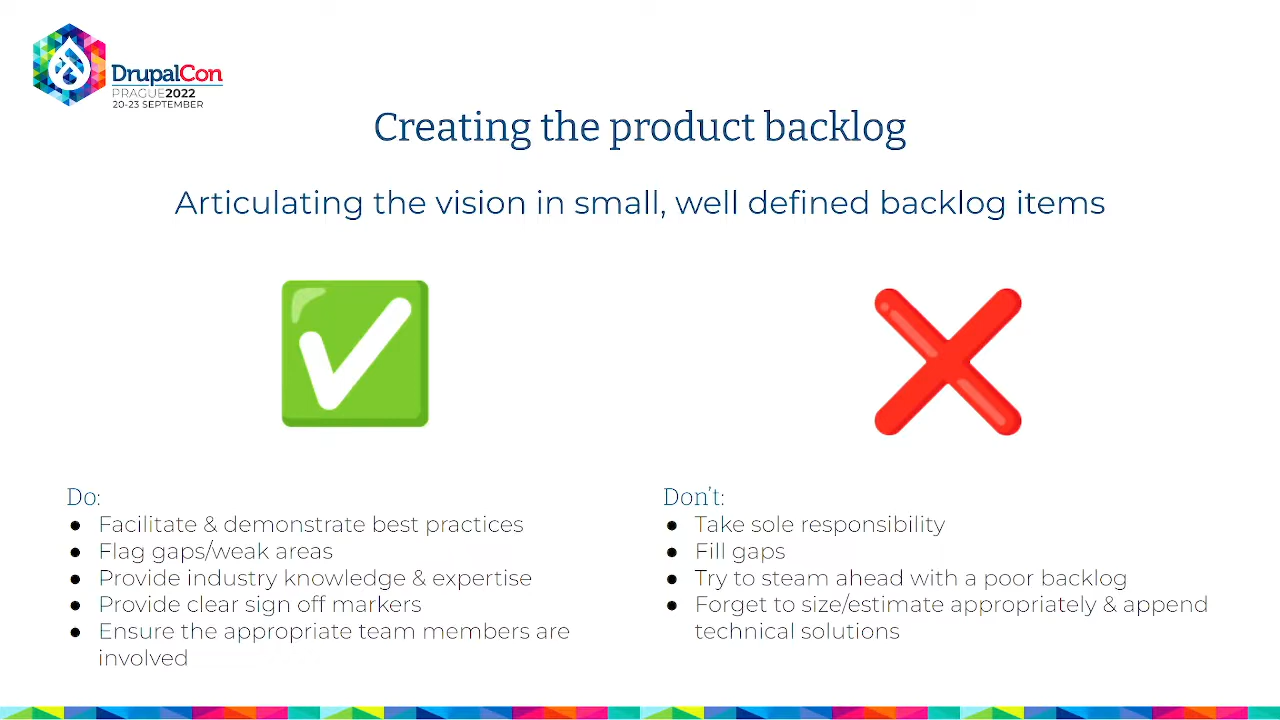 DrupalCon
PRAGUE2022
20-23 SEPTEMBER
Creating the product backlog
Articulating the vision in small, well defined backlog items
Do:
● Facilitate & demonstrate best practices
● Flag gaps/weak areas
● Provide industry knowledge & expertise
● Provide clear sign off markers
● Ensure the appropriate team members are
involved
Don't:
● Take sole responsibility
● Fill gaps
● Try to steam ahead with a poor backlog
● Forget to size/estimate appropriately & append
technical solutions